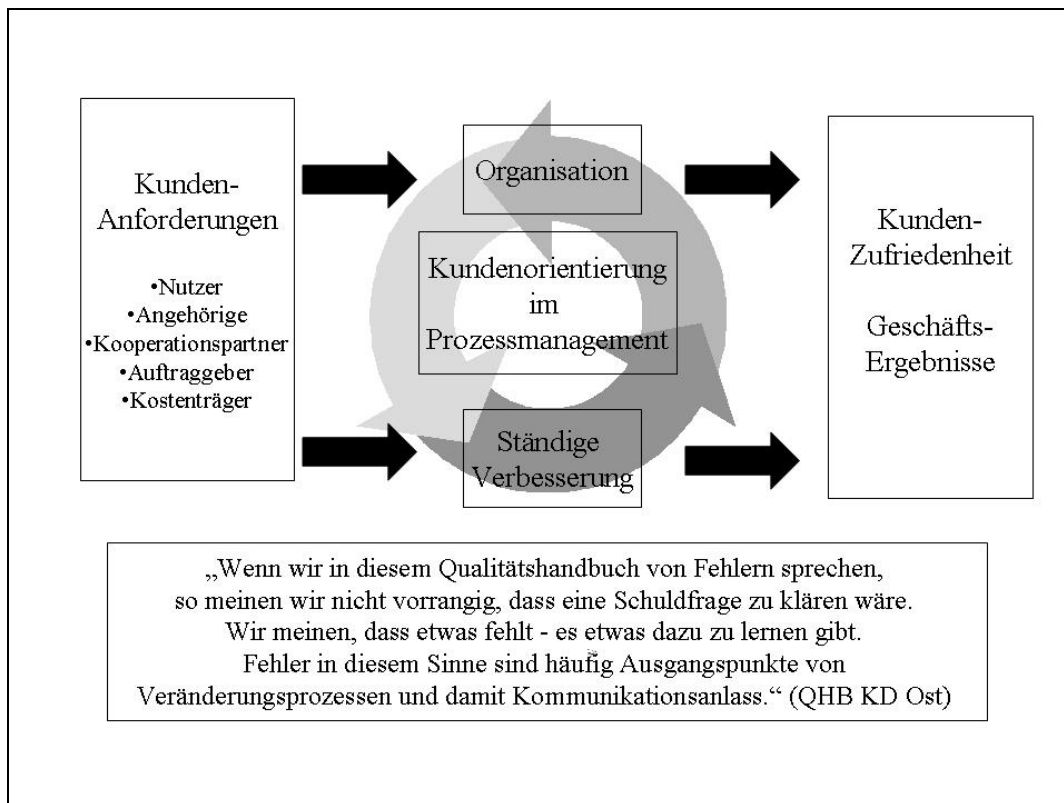 Kunden-
Anforderungen
•Nutzer
•Angehörige
•Kooperationspartner
•Auftraggeber
•Kostenträger
Organisation
Kundenorientierung
im
Prozessmanagement
Ständige
Verbesserung
Kunden-
Zufriedenheit
Geschäfts-
Ergebnisse
„Wenn wir in diesem Qualitätshandbuch von Fehlern sprechen,
so meinen wir nicht vorrangig, dass eine Schuldfrage zu klären wäre.
Wir meinen, dass etwas fehlt - es etwas dazu zu lernen gibt.
Fehler in diesem Sinne sind häufig Ausgangspunkte von
Veränderungsprozessen und damit Kommunikationsanlass.“ (QHB KD Ost)